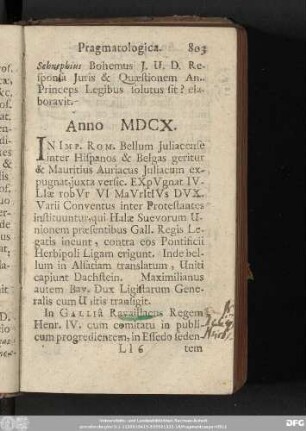 Pragmatologica. 803
Schnephius Bohemus J. U. D. Re-
sponsa Juris & Quæstionem An.
Princeps Legibus solutus sit? ela-
boravit.
Anno MDCX.
IN IMP. ROM. Bellum Juliacense
inter Hispanos & Belgas geritur
& Mauritius Auriacus Juliacum ex-
pugnat, juxta versic. EXpVgnat IV-
LIæ robVr VI MaVrItIVs DVX.
Varii Conventus inter Protestantes
instituuntur, qui Halæ Suevorum U-
nionem præsentibus Gall. Regis Le-
gatis ineunt, contra eos Pontificii
Herbipoli Ligam erigunt. Inde bel-
lum in Alsatiam translatum, Uniti
capiunt Dachstein. Maximilianus
autem Bav. Dux Ligistarum Gene-
ralis cum Unitis transigit.
In GALLIA Ravaillacus Regem
Henr. IV. cum comitatu in publi-
cum progredientem, in Essedo seden-
Ll 6 tem